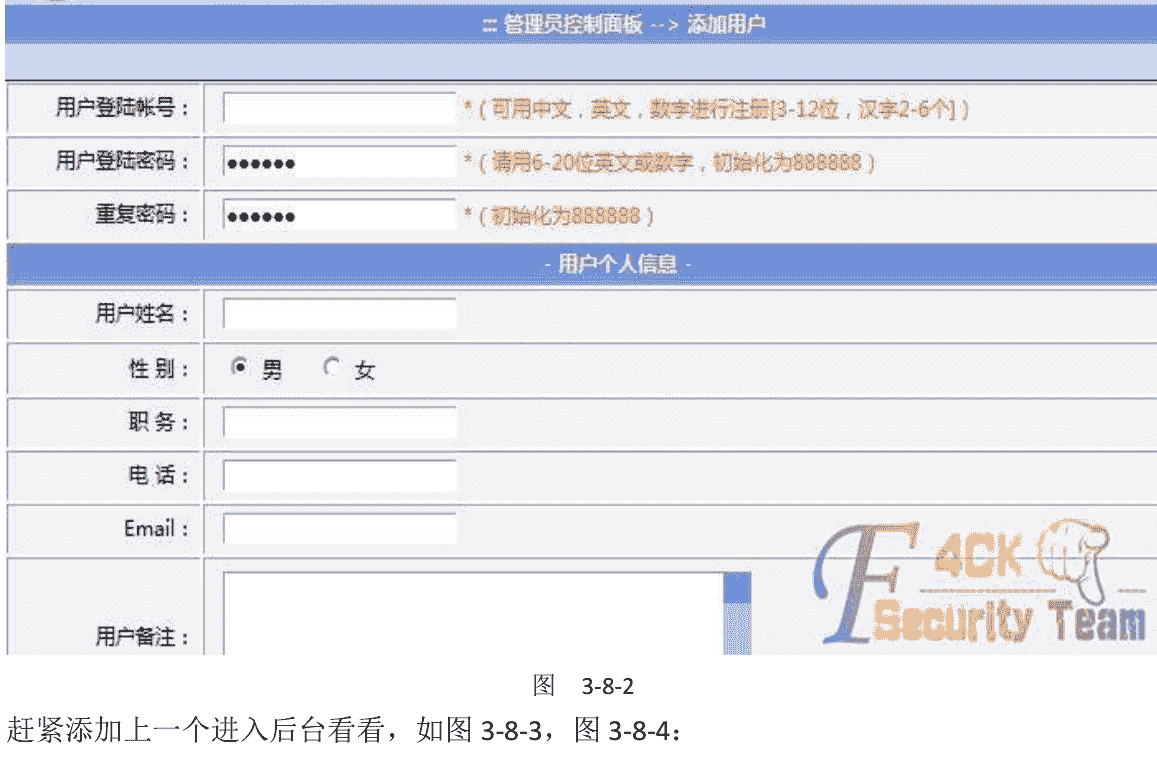 :: 管理员控制面板 --> 添加用户
用户登陆帐号： * ( 可用中文，英文，数字进行注册[3-12位，汉字2-6个] )
用户登陆密码： •••••• * ( 请用6-20位英文或数字，初始化为888888 )
重复密码： •••••• * ( 初始化为888888 )
- 用户个人信息 -
用户姓名：
性 别： 男 女
职 务：
电 话：
Email：
用户备注：
F4CK
Security Team
图 3-8-2
赶紧添加上一个进入后台看看，如图 3-8-3，图 3-8-4：